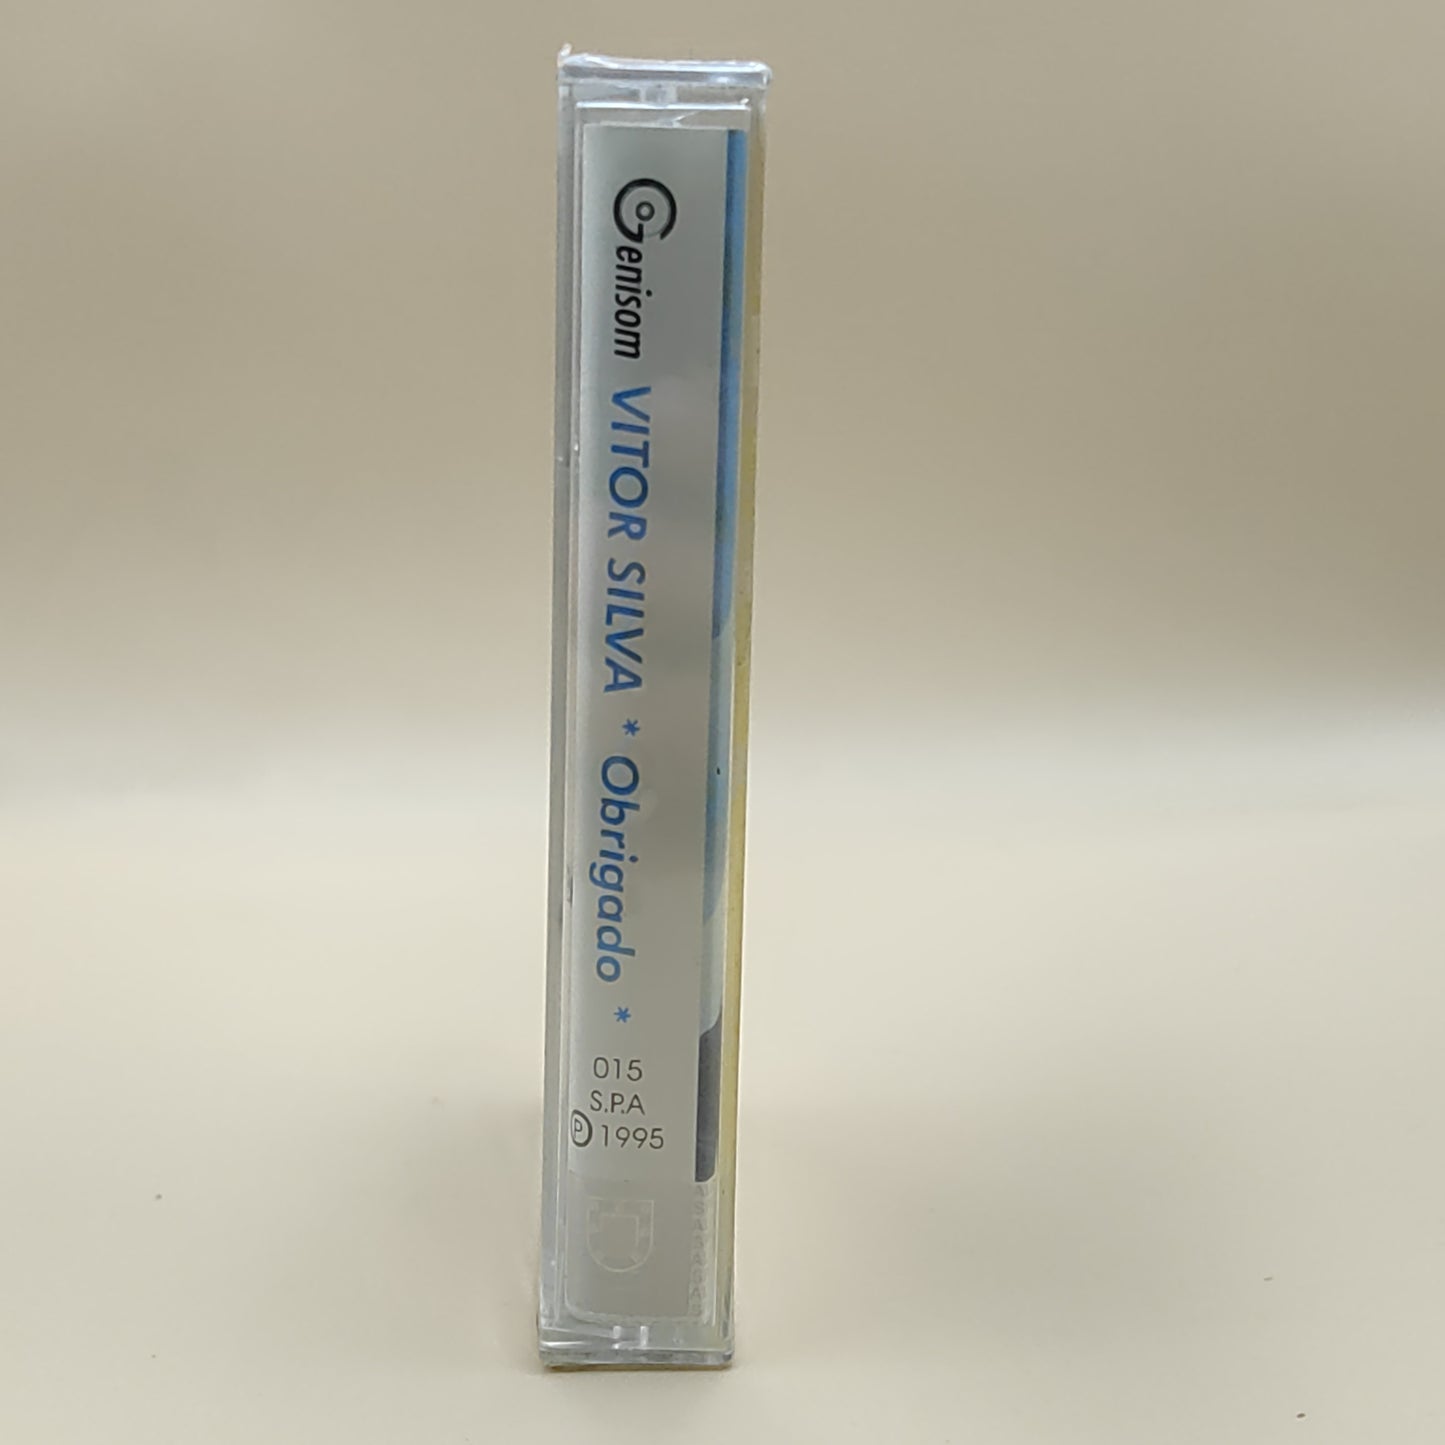 Genisom VITOR SILVA * Obrigado *
015
S.P.A
Ⓟ 1995